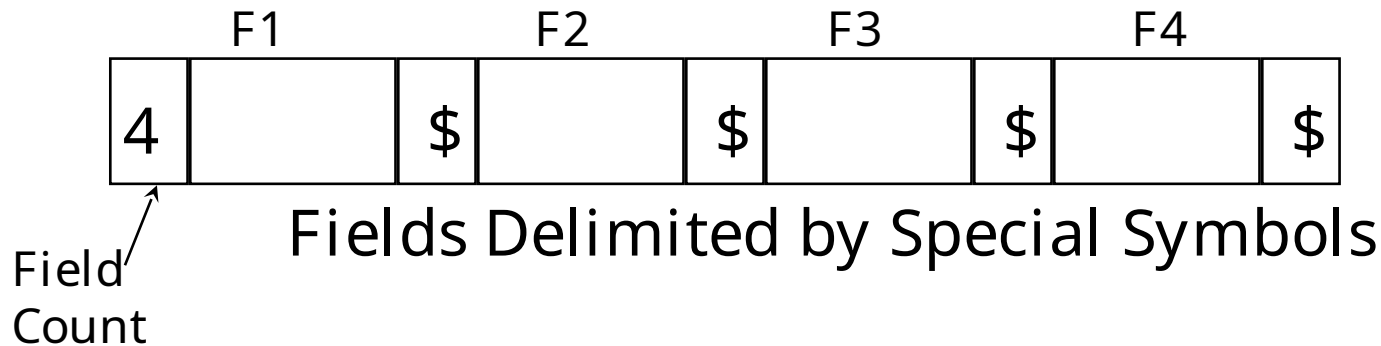 F1 F2 F3 F4
4 $ $ $ $
Fields Delimited by Special Symbols
Field
Count